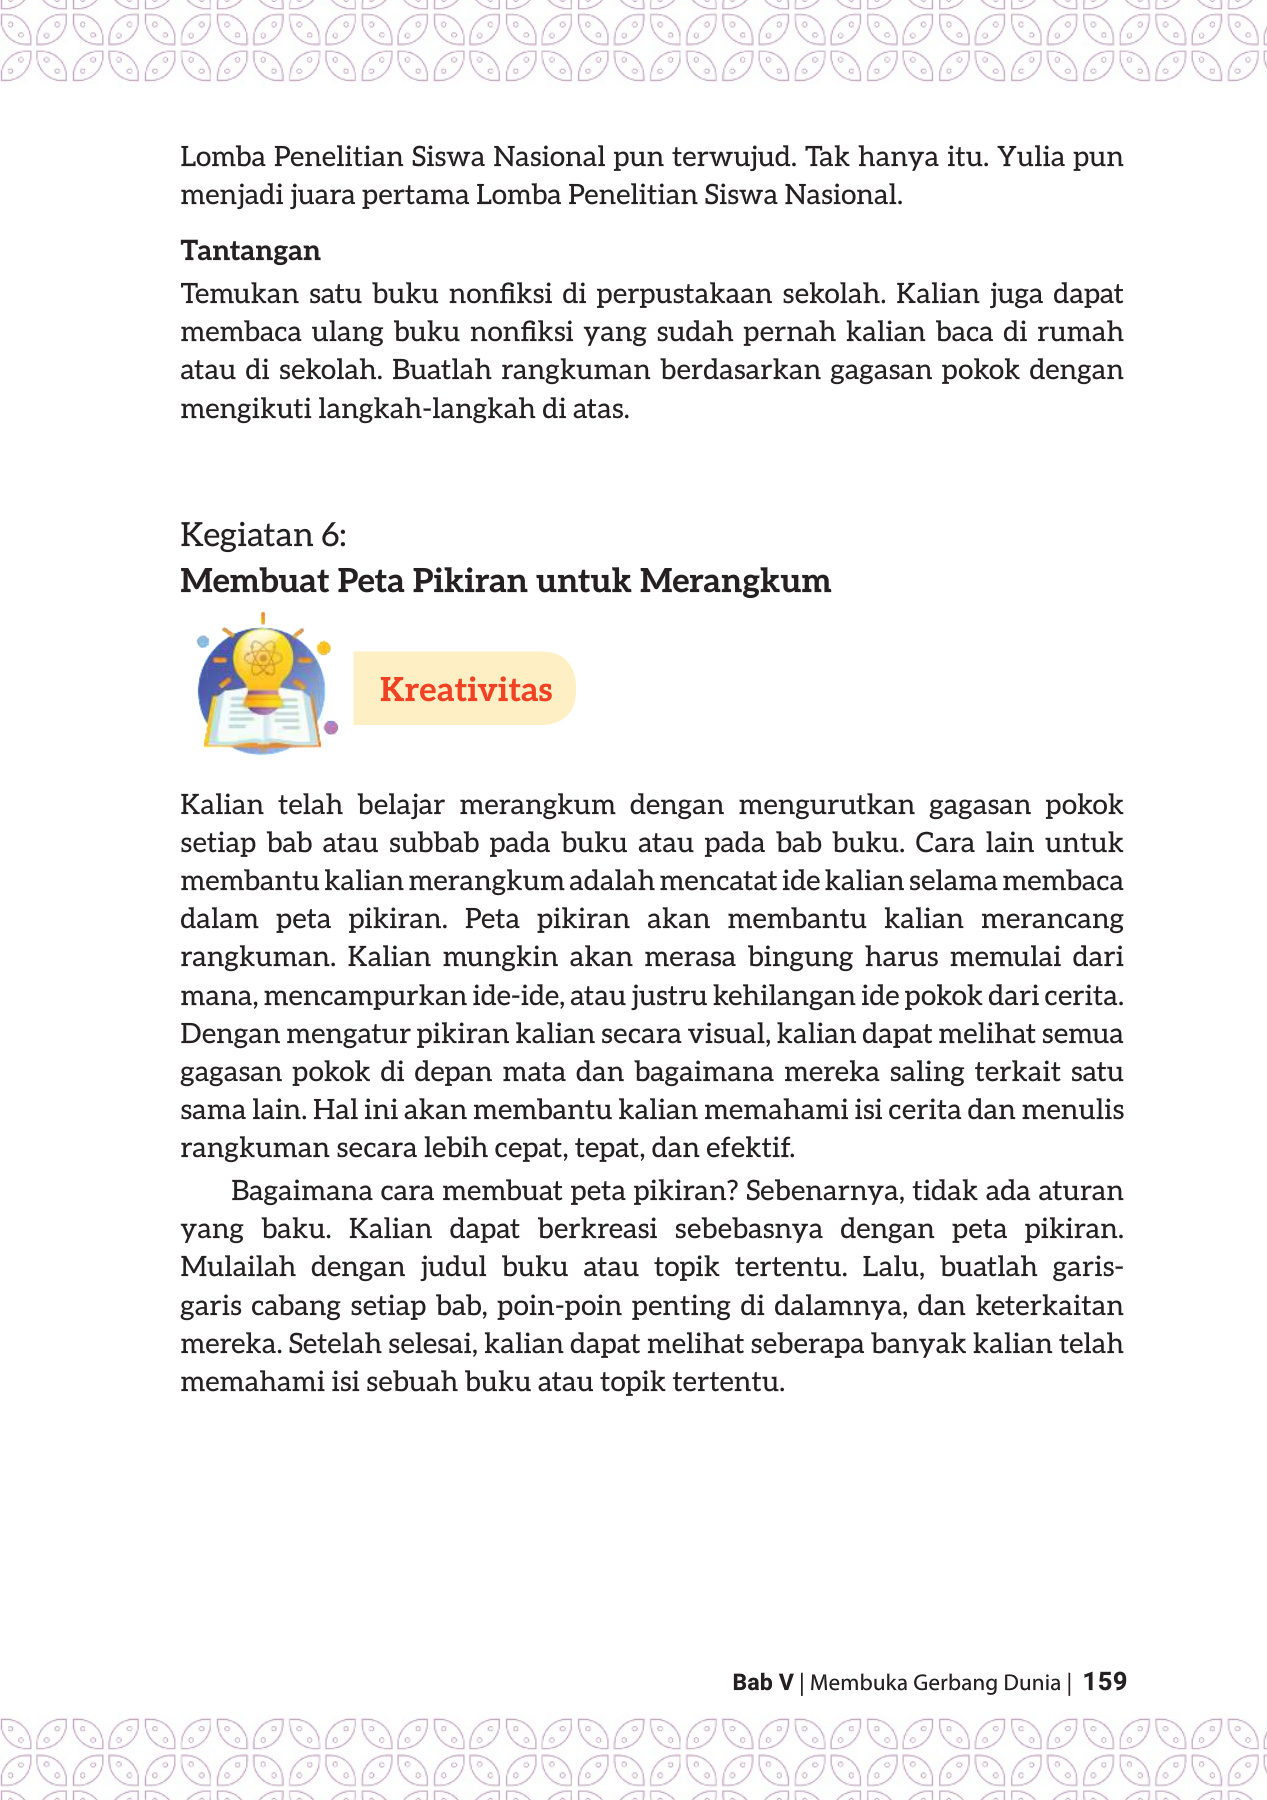 Lomba Penelitian Siswa Nasional pun terwujud. Tak hanya itu. Yulia pun
menjadi juara pertama Lomba Penelitian Siswa Nasional.
Tantangan
Temukan satu buku nonfiksi di perpustakaan sekolah. Kalian juga dapat
membaca ulang buku nonfiksi yang sudah pernah kalian baca di rumah
atau di sekolah. Buatlah rangkuman berdasarkan gagasan pokok dengan
mengikuti langkah-langkah di atas.
Kegiatan 6:
Membuat Peta Pikiran untuk Merangkum
Kreativitas
Kalian telah belajar merangkum dengan mengurutkan gagasan pokok
setiap bab atau subbab pada buku atau pada bab buku. Cara lain untuk
membantu kalian merangkum adalah mencatat ide kalian selama membaca
dalam peta pikiran. Peta pikiran akan membantu kalian merancang
rangkuman. Kalian mungkin akan merasa bingung harus memulai dari
mana, mencampurkan ide-ide, atau justru kehilangan ide pokok dari cerita.
Dengan mengatur pikiran kalian secara visual, kalian dapat melihat semua
gagasan pokok di depan mata dan bagaimana mereka saling terkait satu
sama lain. Hal ini akan membantu kalian memahami isi cerita dan menulis
rangkuman secara lebih cepat, tepat, dan efektif.
Bagaimana cara membuat peta pikiran? Sebenarnya, tidak ada aturan
yang baku. Kalian dapat berkreasi sebebasnya dengan peta pikiran.
Mulailah dengan judul buku atau topik tertentu. Lalu, buatlah garis-
garis cabang setiap bab, poin-poin penting di dalamnya, dan keterkaitan
mereka. Setelah selesai, kalian dapat melihat seberapa banyak kalian telah
memahami isi sebuah buku atau topik tertentu.
Bab V | Membuka Gerbang Dunia | 159